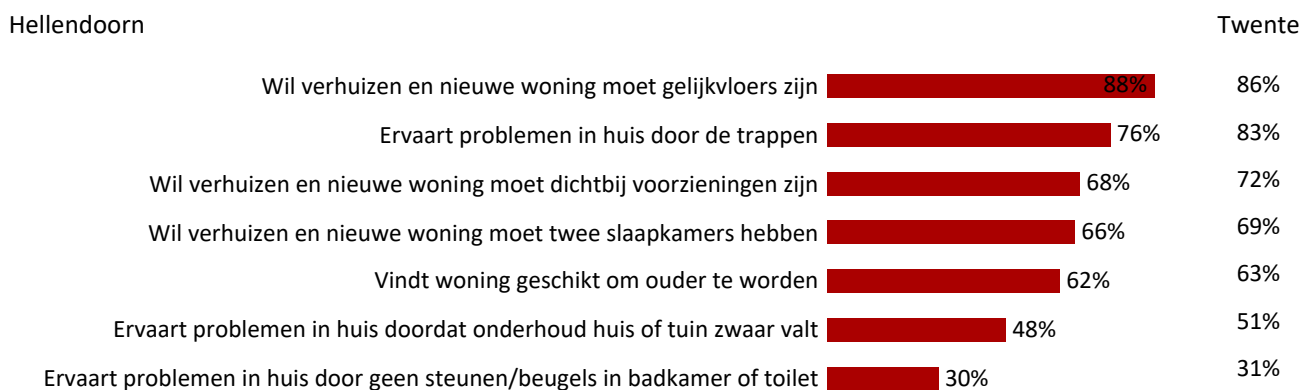 Hellendoorn Twente
Wil verhuizen en nieuwe woning moet gelijkvloers zijn 88% 86%
Ervaart problemen in huis door de trappen 76% 83%
Wil verhuizen en nieuwe woning moet dichtbij voorzieningen zijn 68% 72%
Wil verhuizen en nieuwe woning moet twee slaapkamers hebben 66% 69%
Vindt woning geschikt om ouder te worden 62% 63%
Ervaart problemen in huis doordat onderhoud huis of tuin zwaar valt 48% 51%
Ervaart problemen in huis door geen steunen/beugels in badkamer of toilet 30% 31%